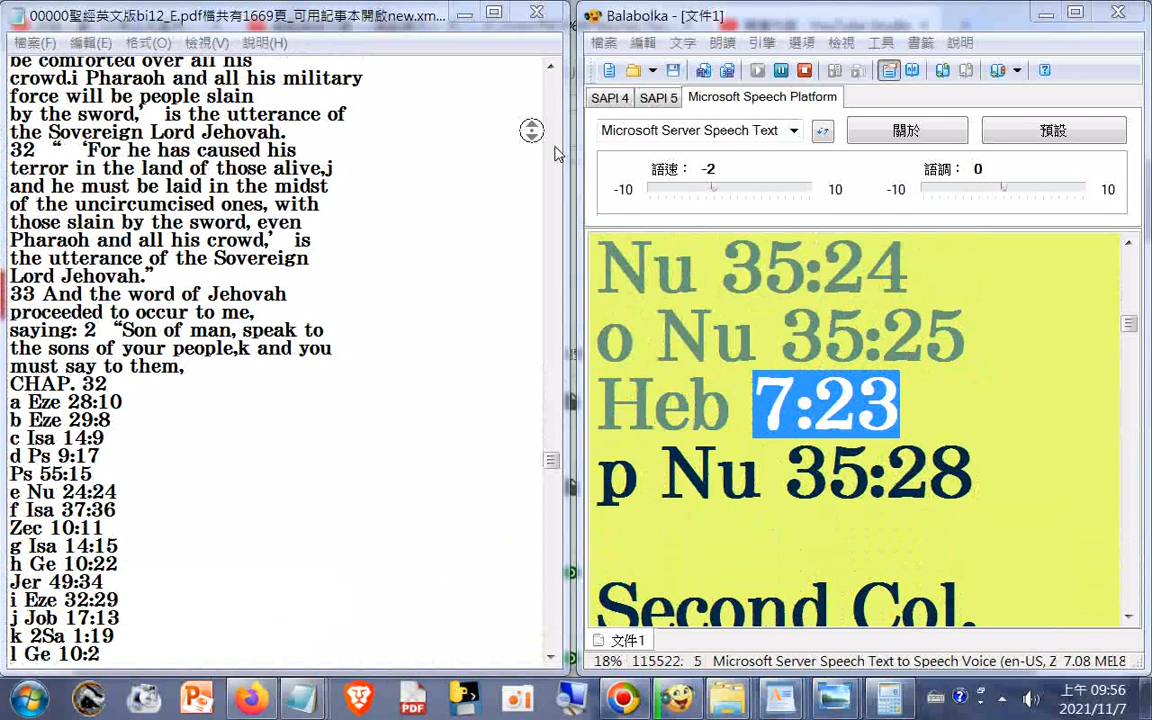 00000聖經英文版bi12_E.pdf檔共有1669頁_可用記事本開啟new.xm...
檔案(F) 編輯(E) 格式(O) 檢視(V) 說明(H)
be comforted over all his
crowd.i Pharaoh and all his military
force will be people slain
by the sword,’ is the utterance of
the Sovereign Lord Jehovah.
32 “ ‘For he has caused his
terror in the land of those alive,j
and he must be laid in the midst
of the uncircumcised ones, with
those slain by the sword, even
Pharaoh and all his crowd,’ is
the utterance of the Sovereign
Lord Jehovah.”
33 And the word of Jehovah
proceeded to occur to me,
saying: 2 “Son of man, speak to
the sons of your people,k and you
must say to them,
CHAP. 32
a Eze 28:10
b Eze 29:8
c Isa 14:9
d Ps 9:17
Ps 55:15
e Nu 24:24
f Isa 37:36
Zec 10:11
g Isa 14:15
h Ge 10:22
Jer 49:34
i Eze 32:29
j Job 17:13
k 2Sa 1:19
l Ge 10:2
Balabolka - [文件1]
檔案 編輯 文字 朗讀 引擎 選項 檢視 工具 書籤 說明
SAPI 4 SAPI 5 Microsoft Speech Platform
Microsoft Server Speech Text 關於 預設
語速： -2 語調： 0
-10 10 -10 10
Nu 35:24
o Nu 35:25
Heb 7:23
p Nu 35:28
Second Col.
文件1
18% 115522: 5 Microsoft Server Speech Text to Speech Voice (en-US, Z 7.08 МЕ
PDF
上午 09:56
2021/11/7